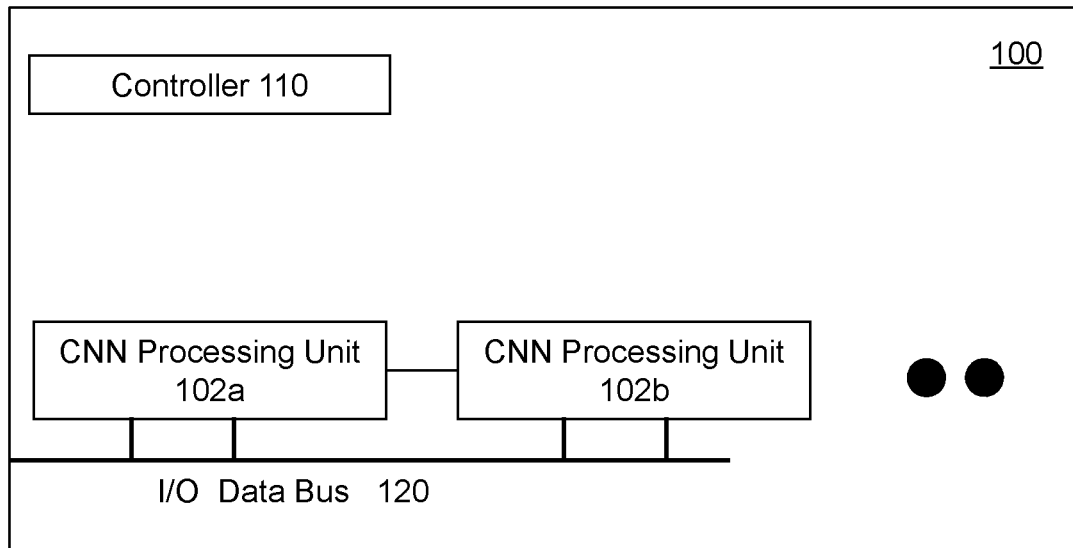 100
Controller 110
CNN Processing Unit
102a
CNN Processing Unit
102b
I/O Data Bus 120